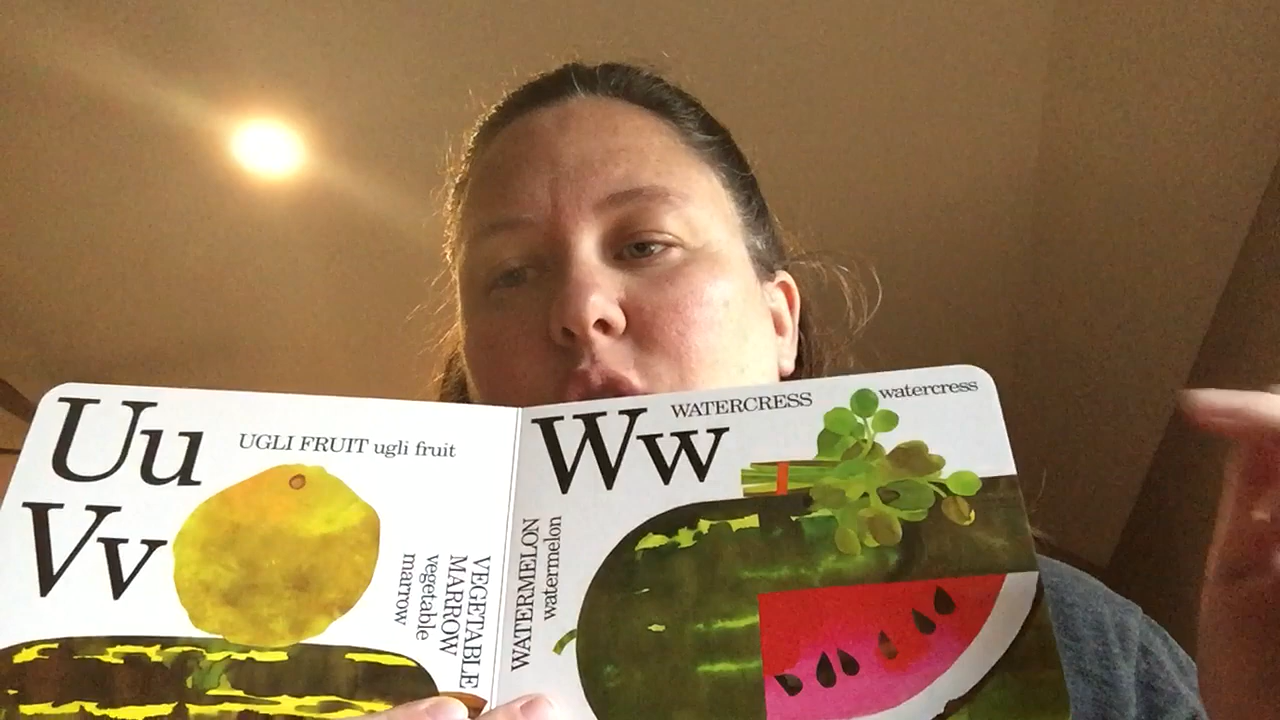 Uu
UGLI FRUIT ugli fruit
Vv
VEGETABLE
MARROW
vegetable
marrow
Ww
WATERCRESS
watercress
WATERMELON
watermelon